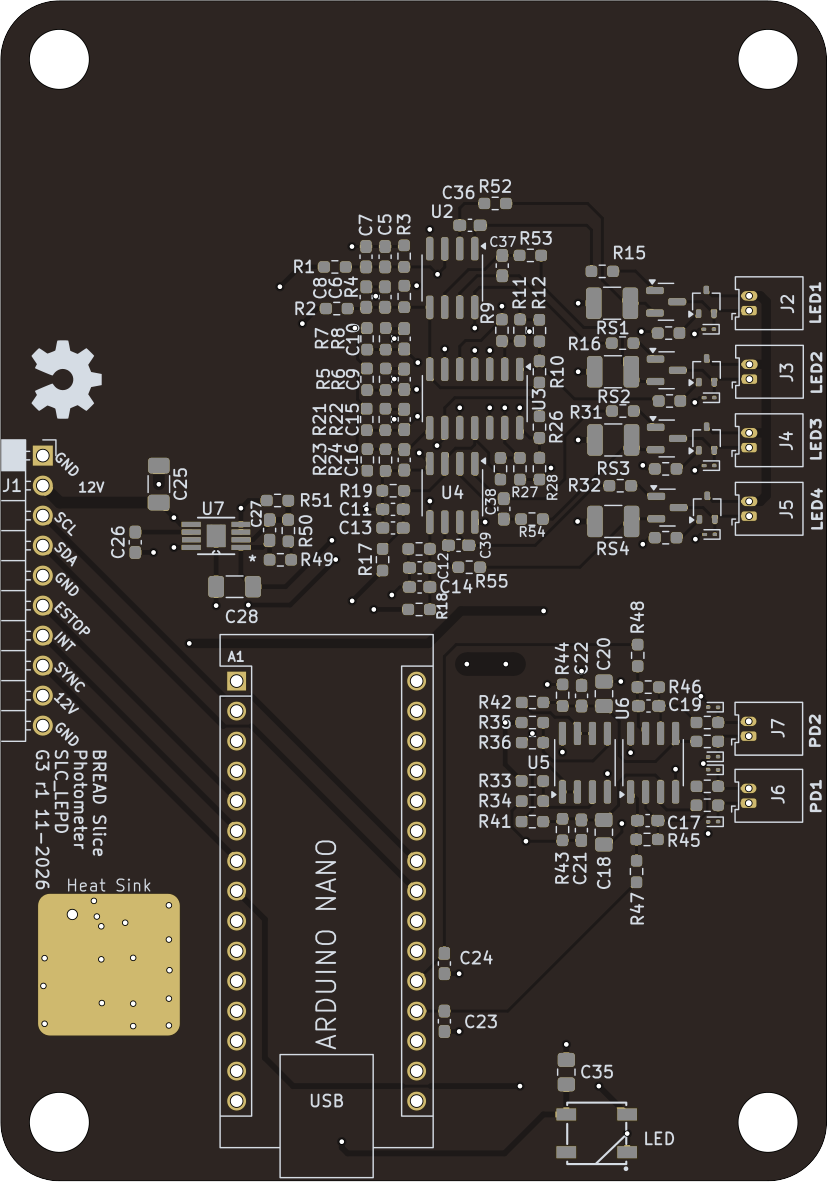 R52
C36
U2
C7
C5
R3
C37
R53
R1
R15
C8
C6
R4
R2
R11
R12
R9
RS1
J2
LED1
R7
R8
C10
R16
R10
U3
J3
LED2
R5
R6
C9
RS2
R21
R22
C15
R26
R31
J4
LED3
R23
R24
C16
RS3
GND
12V
J1
SCL
SDA
GND
ESTOP
INT
SYNC
12V
GND
C25
U7
C27
R51
R50
R49
*
C26
C28
R19
C11
C13
U4
C38
R27
R28
R32
R54
RS4
J5
LED4
R17
C12
C39
C14
R55
R18
A1
R48
R44
C22
C20
R46
C19
R42
R35
R36
U6
U5
J7
PD2
R33
R34
R41
J6
PD1
R43
C21
C18
C17
R45
R47
BREAD Slice
Photometer
SLC_LEPD
G3 r1 11-2026
Heat Sink
ARDUINO NANO
C24
C23
USB
C35
LED